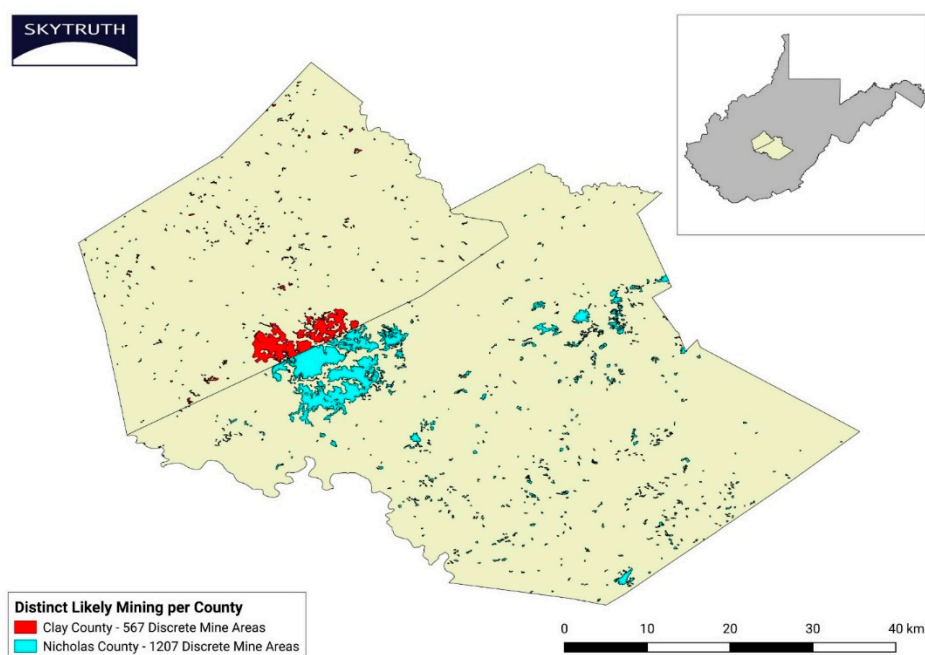 SKYTRUTH
Distinct Likely Mining per County
Clay County - 567 Discrete Mine Areas
Nicholas County - 1207 Discrete Mine Areas
0 10 20 30 40 km